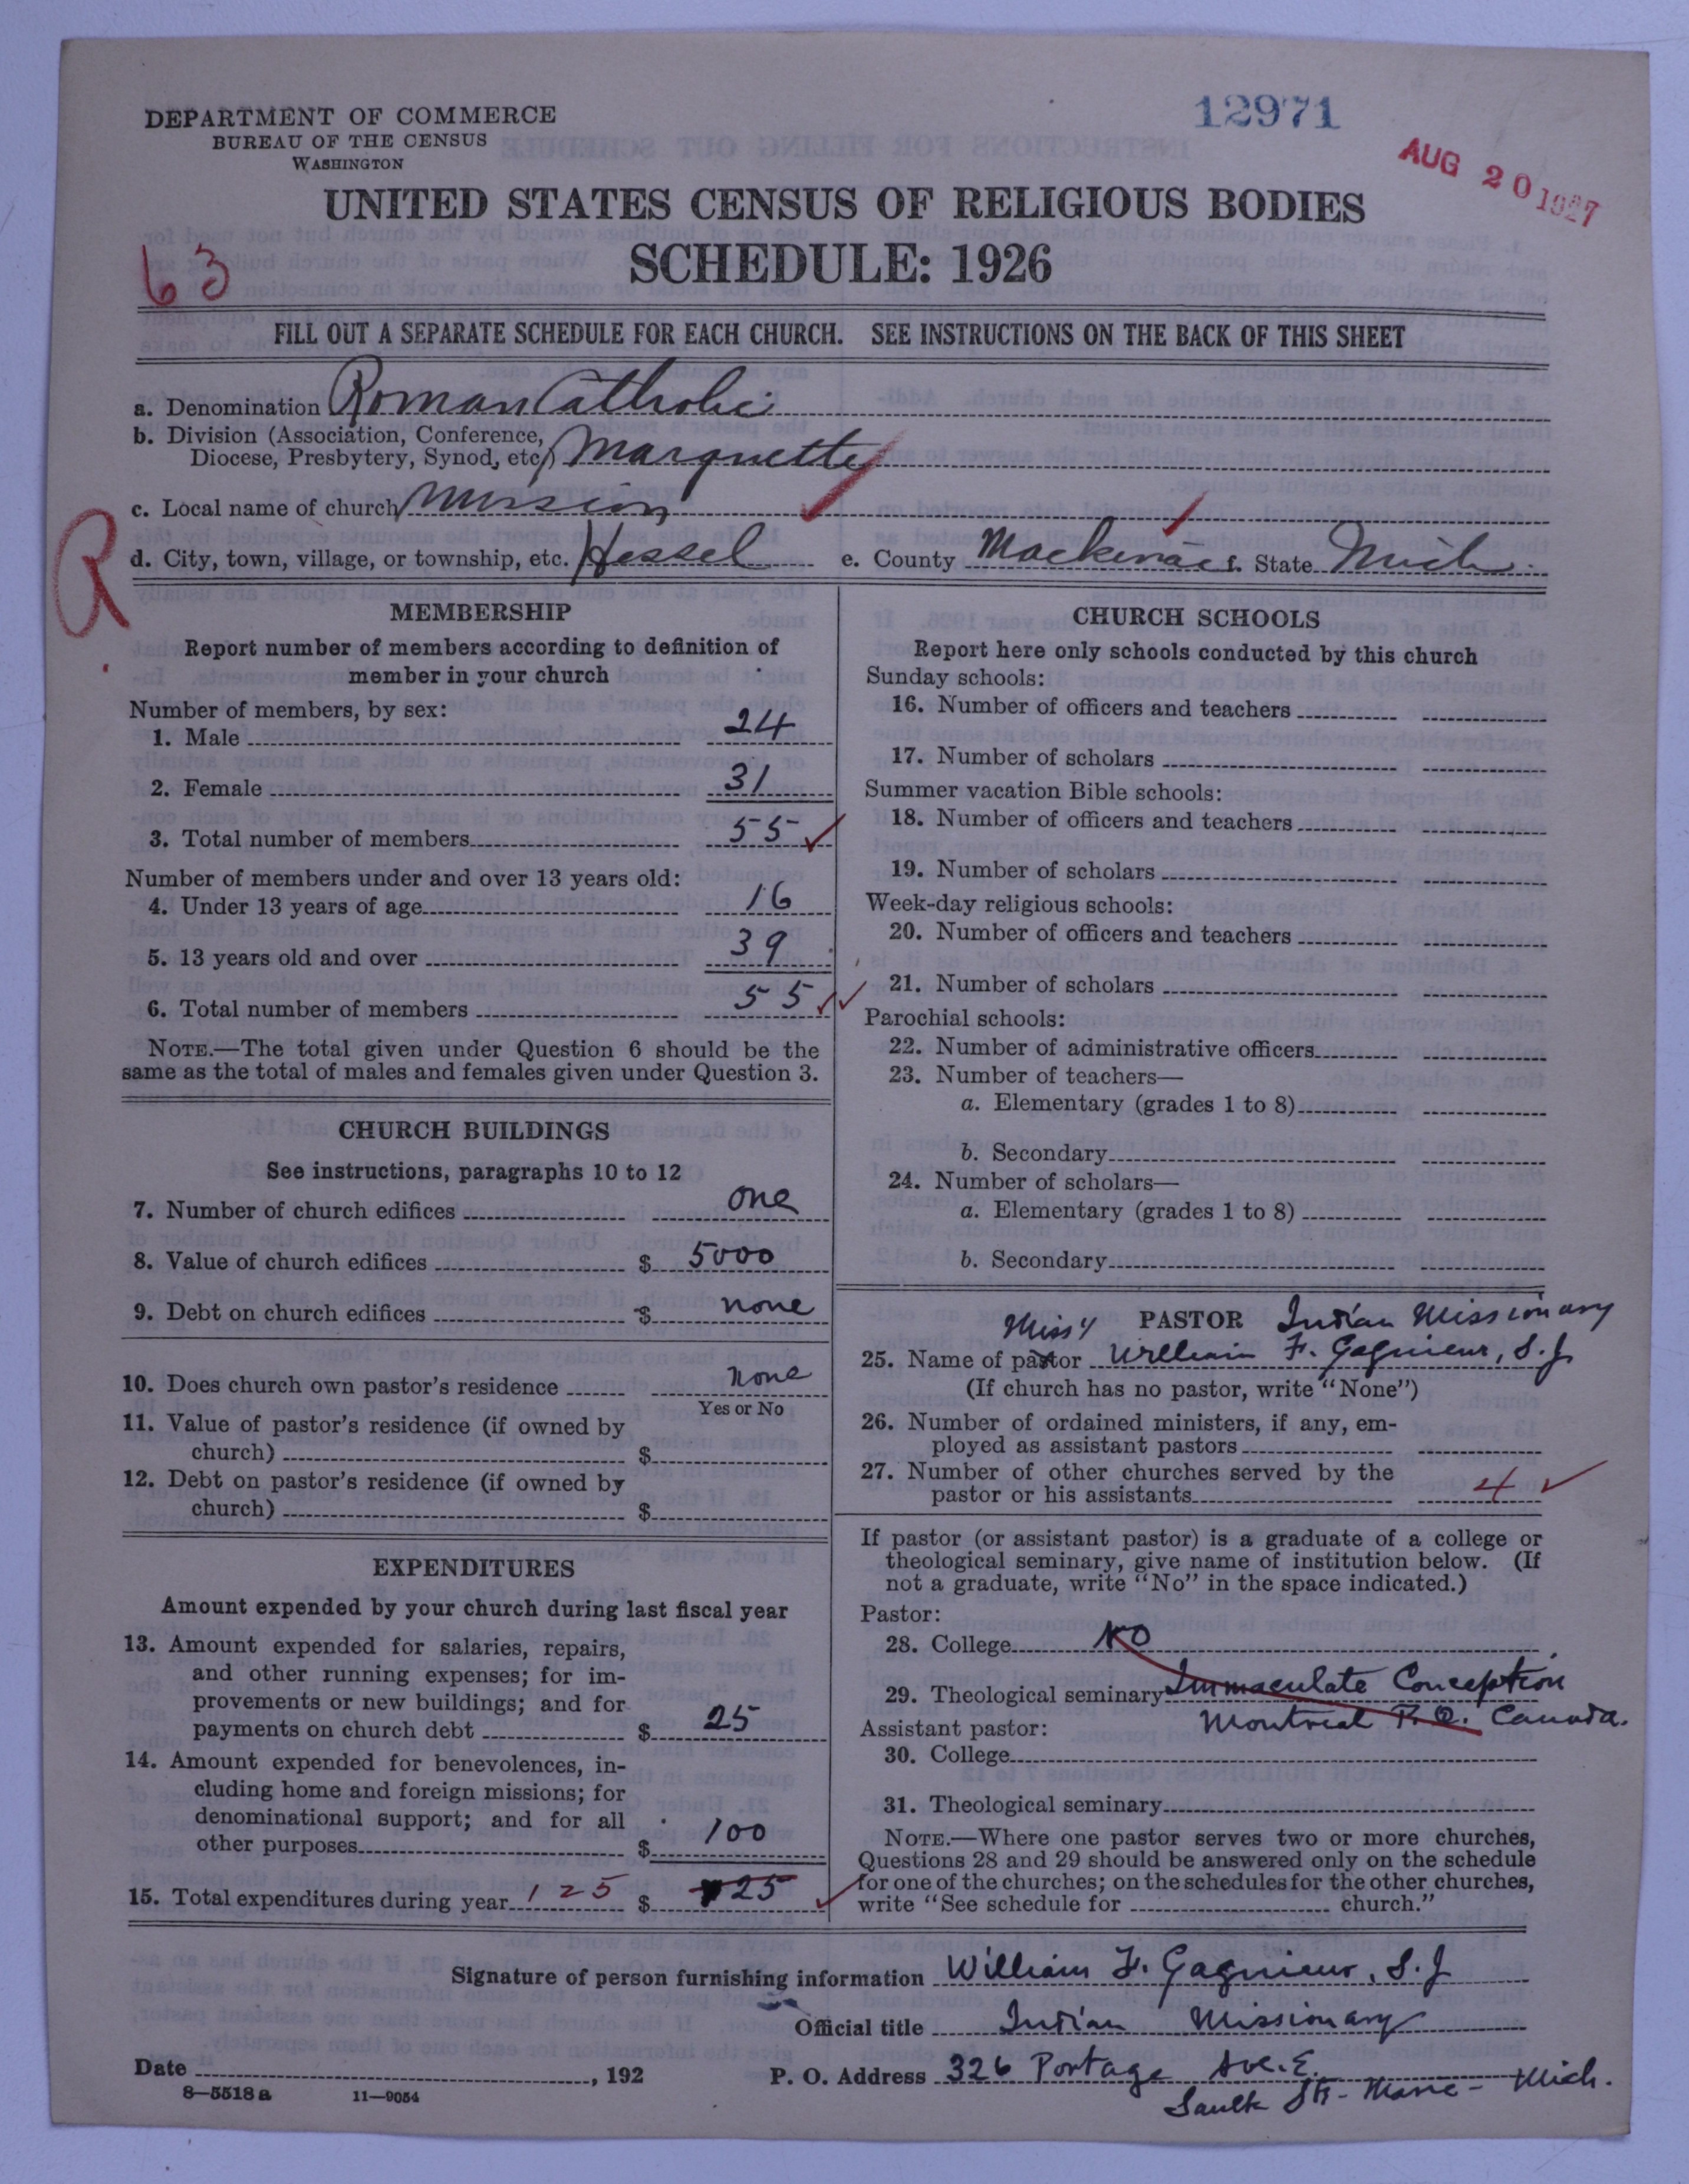 DEPARTMENT OF COMMERCE
BUREAU OF THE CENSUS
WASHINGTON
12971
AUG 20 1927
UNITED STATES CENSUS OF RELIGIOUS BODIES
SCHEDULE: 1926
63
FILL OUT A SEPARATE SCHEDULE FOR EACH CHURCH. SEE INSTRUCTIONS ON THE BACK OF THIS SHEET
a. Denomination Roman Catholic
b. Division (Association, Conference,
Diocese, Presbytery, Synod, etc.) Marquette
c. Local name of church Mission
d. City, town, village, or township, etc. Hessel e. County Mackinac f. State Mich.
R
MEMBERSHIP
Report number of members according to definition of
member in your church
Number of members, by sex:
1. Male 24
2. Female 31
3. Total number of members 55
Number of members under and over 13 years old:
4. Under 13 years of age 16
5. 13 years old and over 39
6. Total number of members 55
NOTE.—The total given under Question 6 should be the
same as the total of males and females given under Question 3.
CHURCH BUILDINGS
See instructions, paragraphs 10 to 12
7. Number of church edifices one
8. Value of church edifices $ 5000
9. Debt on church edifices $ none
10. Does church own pastor's residence none
Yes or No
11. Value of pastor's residence (if owned by
church) $
12. Debt on pastor's residence (if owned by
church) $
EXPENDITURES
Amount expended by your church during last fiscal year
13. Amount expended for salaries, repairs,
and other running expenses; for im-
provements or new buildings; and for
payments on church debt $ 25
14. Amount expended for benevolences, in-
cluding home and foreign missions; for
denominational support; and for all
other purposes $ 100
15. Total expenditures during year 125 $ 25
CHURCH SCHOOLS
Report here only schools conducted by this church
Sunday schools:
16. Number of officers and teachers
17. Number of scholars
Summer vacation Bible schools:
18. Number of officers and teachers
19. Number of scholars
Week-day religious schools:
20. Number of officers and teachers
21. Number of scholars
Parochial schools:
22. Number of administrative officers
23. Number of teachers—
a. Elementary (grades 1 to 8)
b. Secondary
24. Number of scholars—
a. Elementary (grades 1 to 8)
b. Secondary
Miss'y PASTOR Indian Missionary
25. Name of pastor William F. Gagnieur, S.J.
(If church has no pastor, write "None")
26. Number of ordained ministers, if any, em-
ployed as assistant pastors
27. Number of other churches served by the
pastor or his assistants 4
If pastor (or assistant pastor) is a graduate of a college or
theological seminary, give name of institution below. (If
not a graduate, write "No" in the space indicated.)
Pastor:
28. College No
29. Theological seminary Immaculate Conception
Montreal P.Q. Canada.
Assistant pastor:
30. College
31. Theological seminary
NOTE.—Where one pastor serves two or more churches,
Questions 28 and 29 should be answered only on the schedule
for one of the churches; on the schedules for the other churches,
write "See schedule for church."
Signature of person furnishing information William F. Gagnieur, S.J
Official title Indian Missionary
Date , 192 P. O. Address 326 Portage Ave. E.
Sault Ste- Marie - Mich.
8—5518 a 11—9054